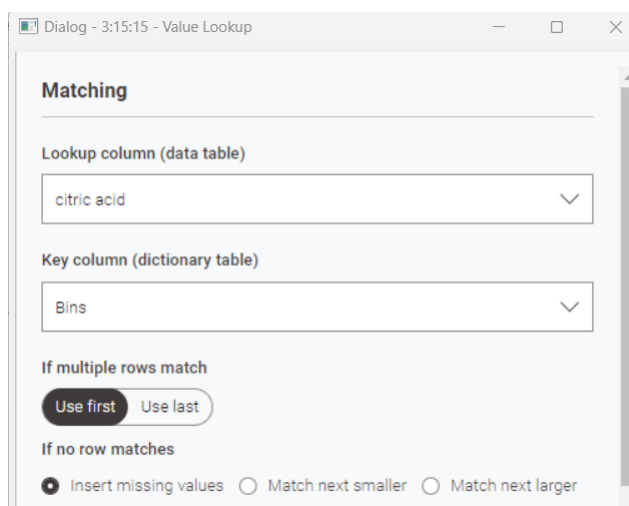 Dialog - 3:15:15 - Value Lookup
Matching
Lookup column (data table)
citric acid
Key column (dictionary table)
Bins
If multiple rows match
Use first Use last
If no row matches
Insert missing values Match next smaller Match next larger